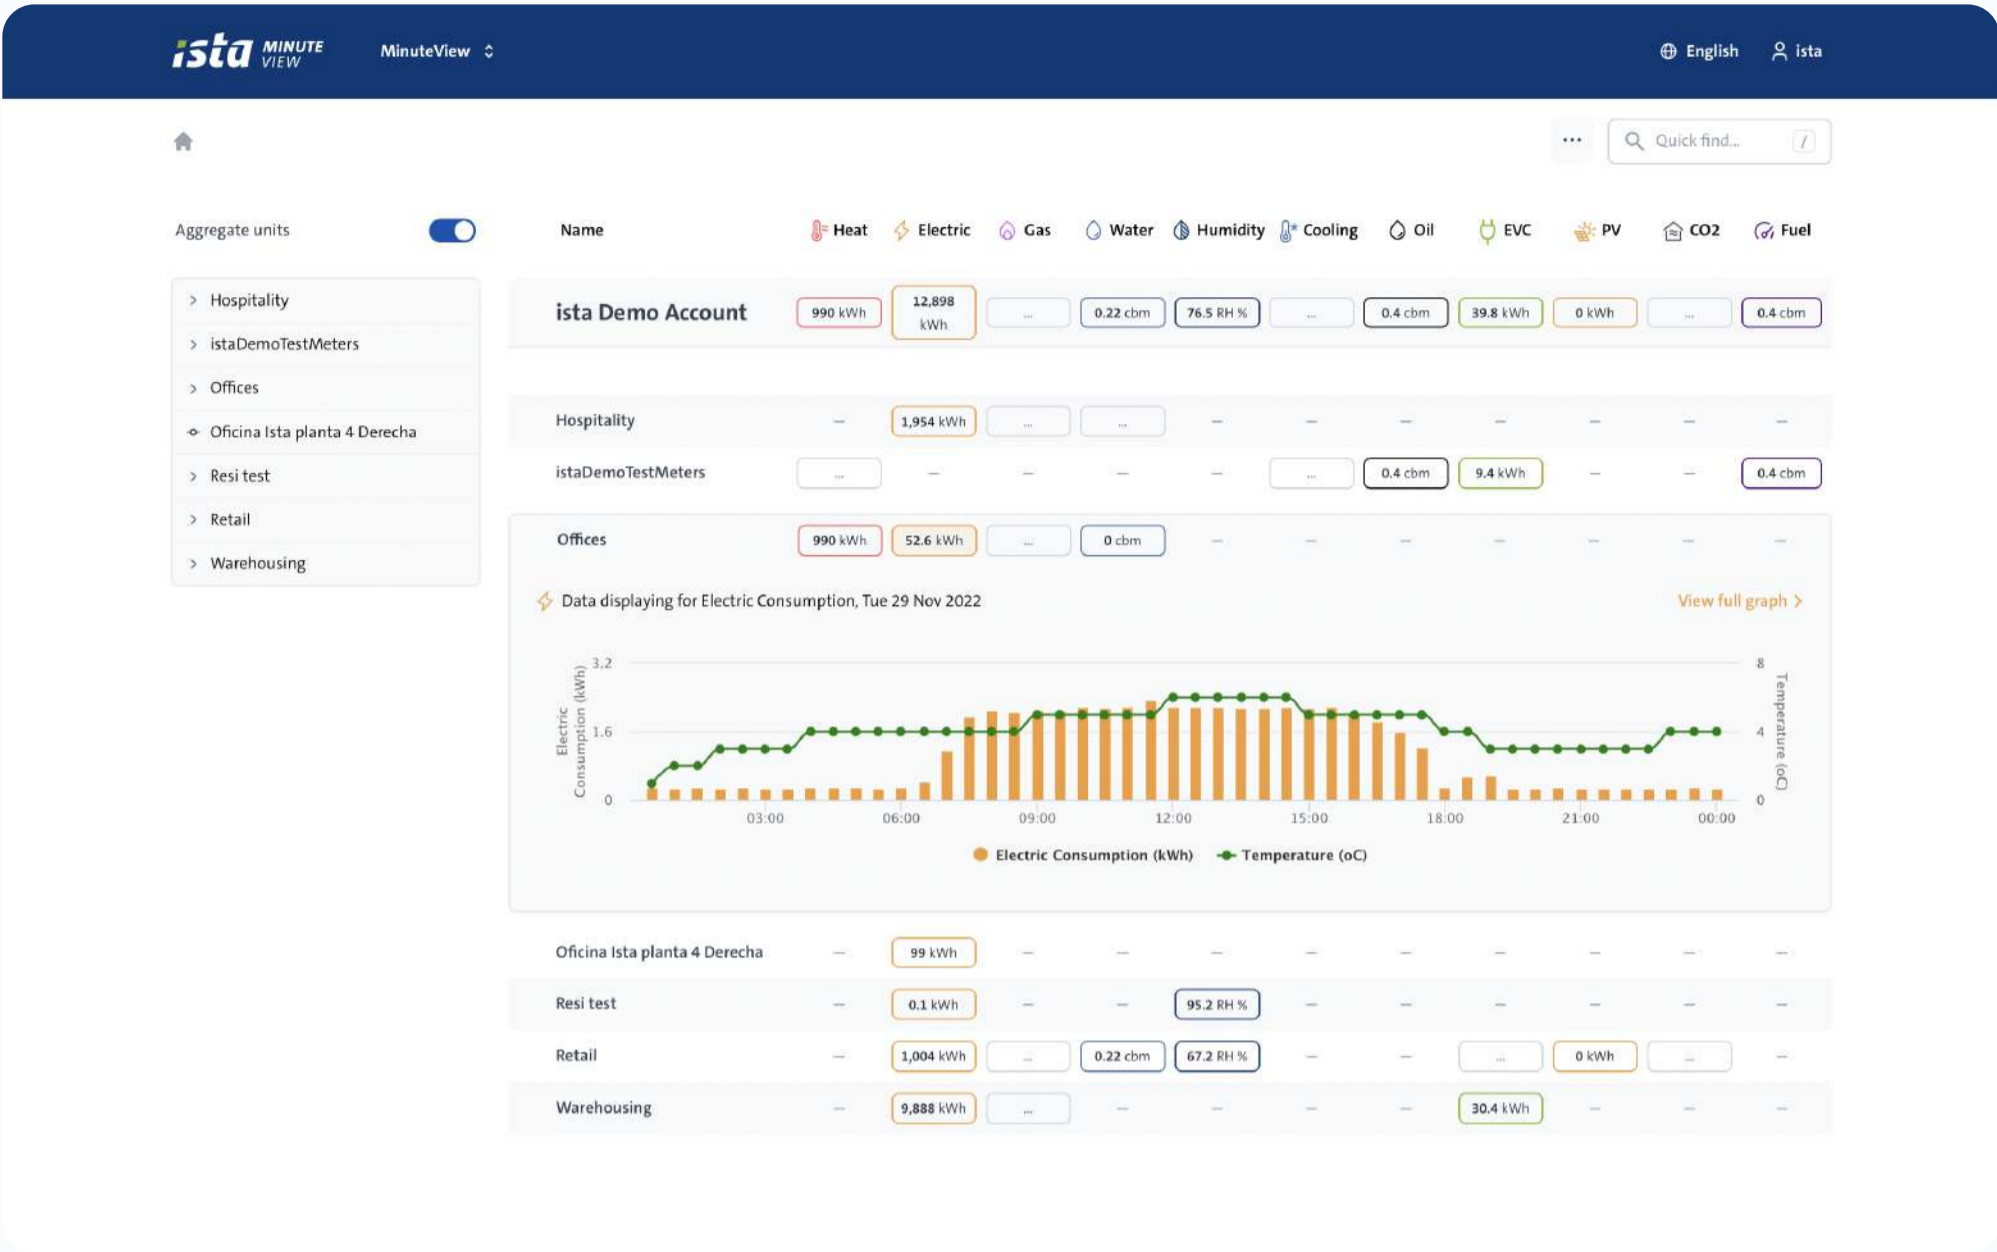 ista MINUTE VIEW MinuteView English ista
Quick find... /
Aggregate units
Hospitality
istaDemoTestMeters
Offices
Oficina Ista planta 4 Derecha
Resi test
Retail
Warehousing
Name Heat Electric Gas Water Humidity Cooling Oil EVC PV CO2 Fuel
ista Demo Account 990 kWh 12,898 kWh ... 0.22 cbm 76.5 RH % ... 0.4 cbm 39.8 kWh 0 kWh ... 0.4 cbm
Hospitality – 1,954 kWh ... ... – – – – – – –
istaDemoTestMeters ... – – – – ... 0.4 cbm 9.4 kWh – – 0.4 cbm
Offices 990 kWh 52.6 kWh ... 0 cbm – – – – – – –
Data displaying for Electric Consumption, Tue 29 Nov 2022 View full graph
Electric
Consumption (kWh)
3.2
1.6
0
8
4
0
Temperature (oC)
03:00 06:00 09:00 12:00 15:00 18:00 21:00 00:00
Electric Consumption (kWh) Temperature (oC)
Oficina Ista planta 4 Derecha – 99 kWh – – – – – – – – –
Resi test – 0.1 kWh – – 95.2 RH % – – – – – –
Retail – 1,004 kWh ... 0.22 cbm 67.2 RH % – – ... 0 kWh ... –
Warehousing – 9,888 kWh ... – – – – 30.4 kWh – – –